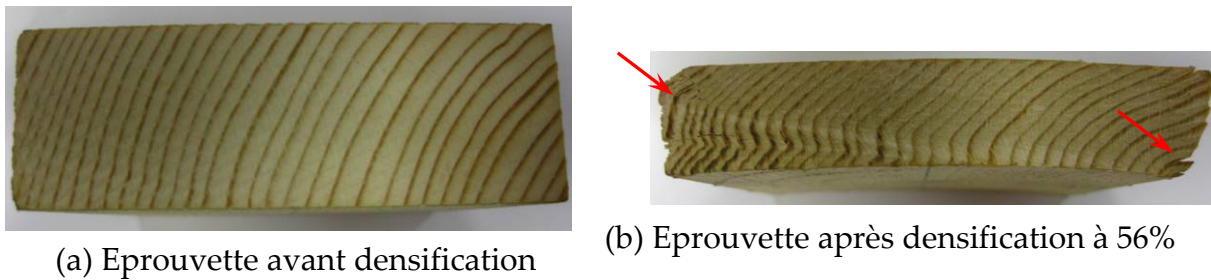 (a) Eprouvette avant densification
(b) Eprouvette après densification à 56%